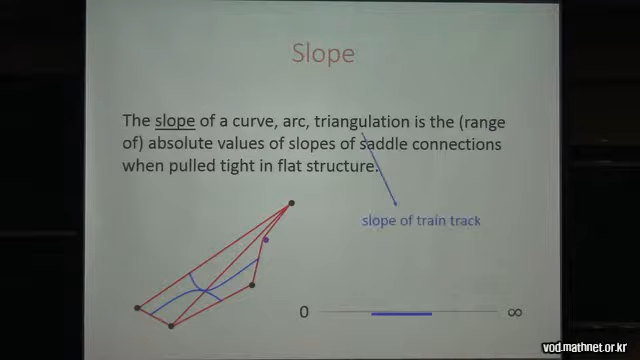 Slope
The slope of a curve, arc, triangulation is the (range
of) absolute values of slopes of saddle connections
when pulled tight in flat structure.
slope of train track
0
∞
vod.mathnet.or.kr